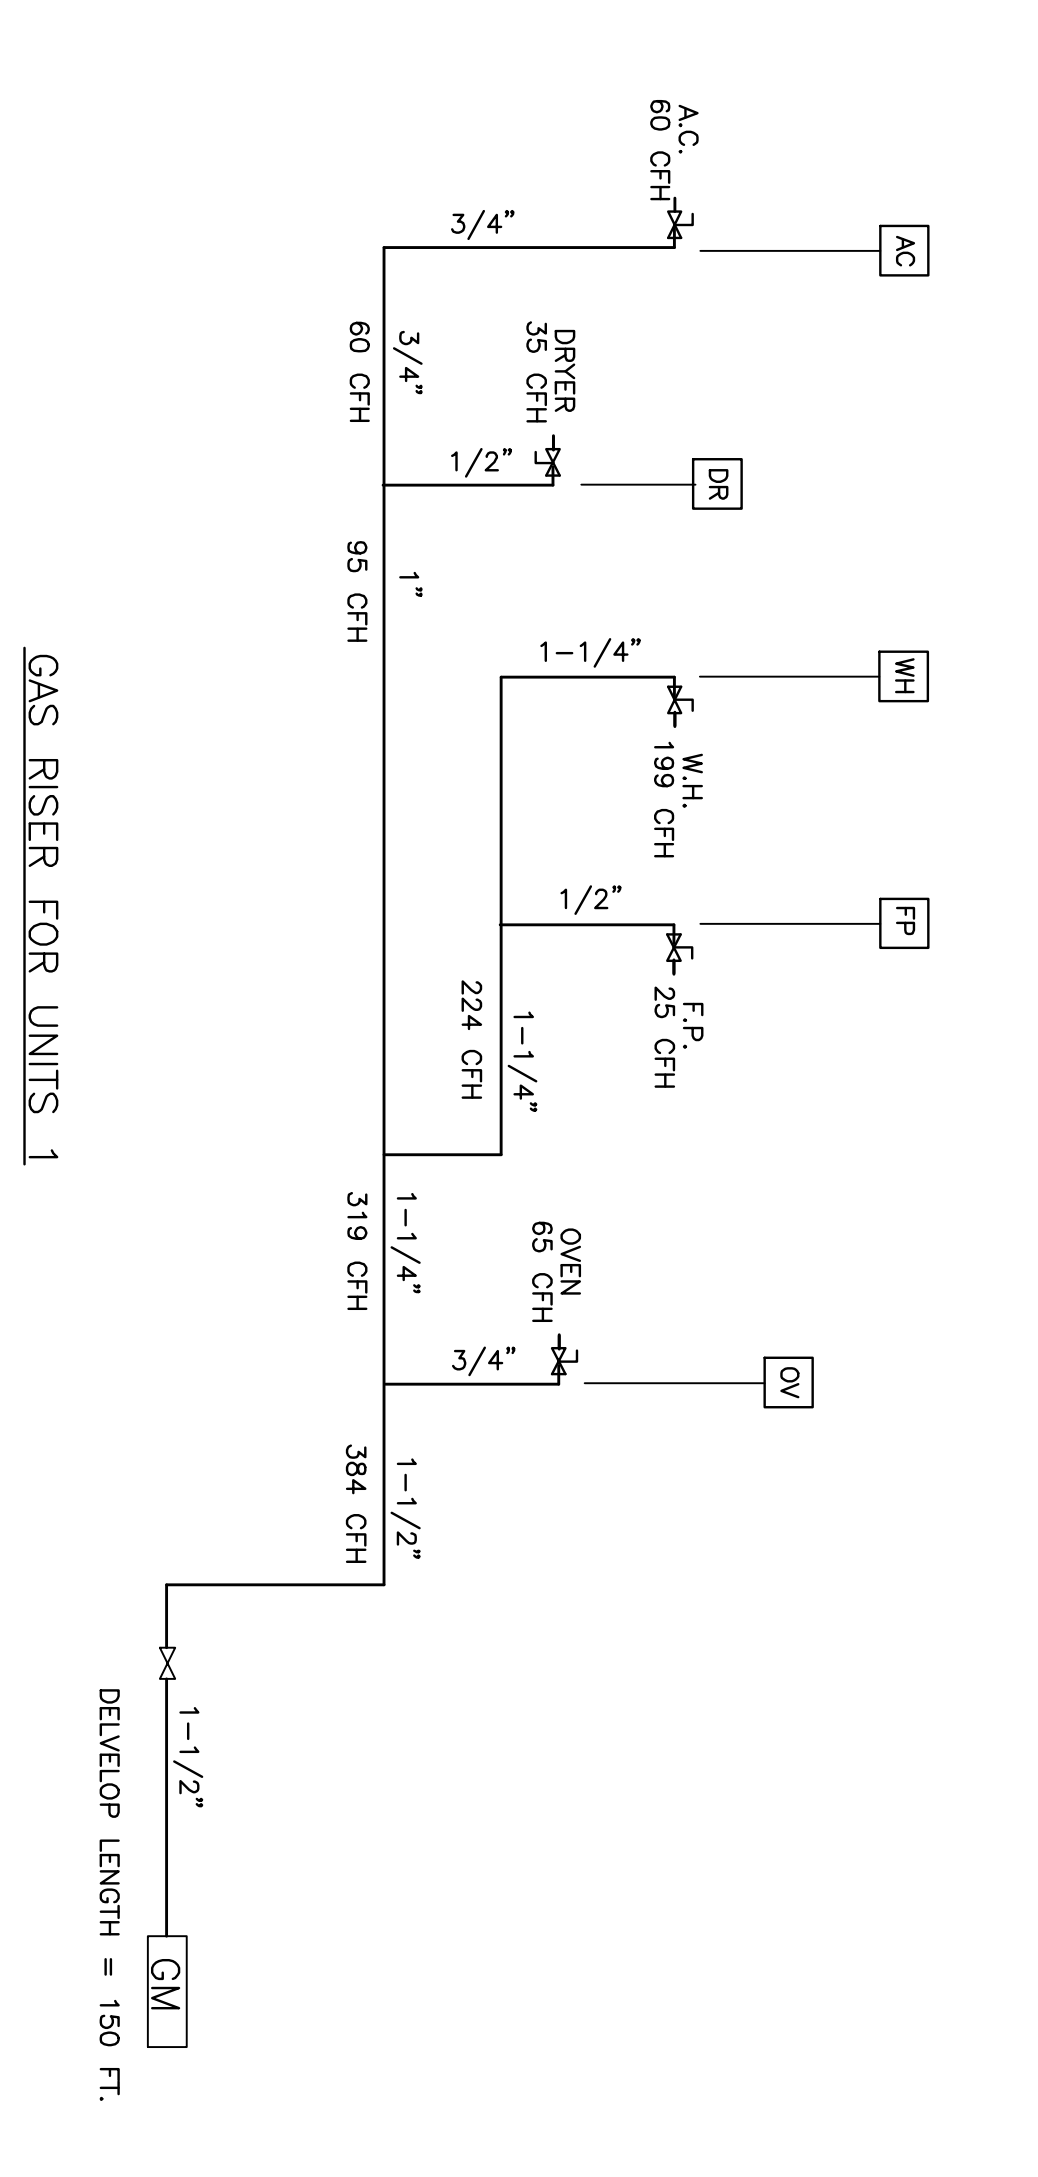 AC
A.C.
60 CFH
3/4"
3/4"
60 CFH
DR
DRYER
35 CFH
1/2"
1"
95 CFH
WH
W.H.
199 CFH
1-1/4"
FP
F.P.
25 CFH
1/2"
1-1/4"
224 CFH
1-1/4"
319 CFH
OV
OVEN
65 CFH
3/4"
1-1/2"
384 CFH
1-1/2"
GM
DELVELOP LENGTH = 150 FT.
GAS RISER FOR UNITS 1